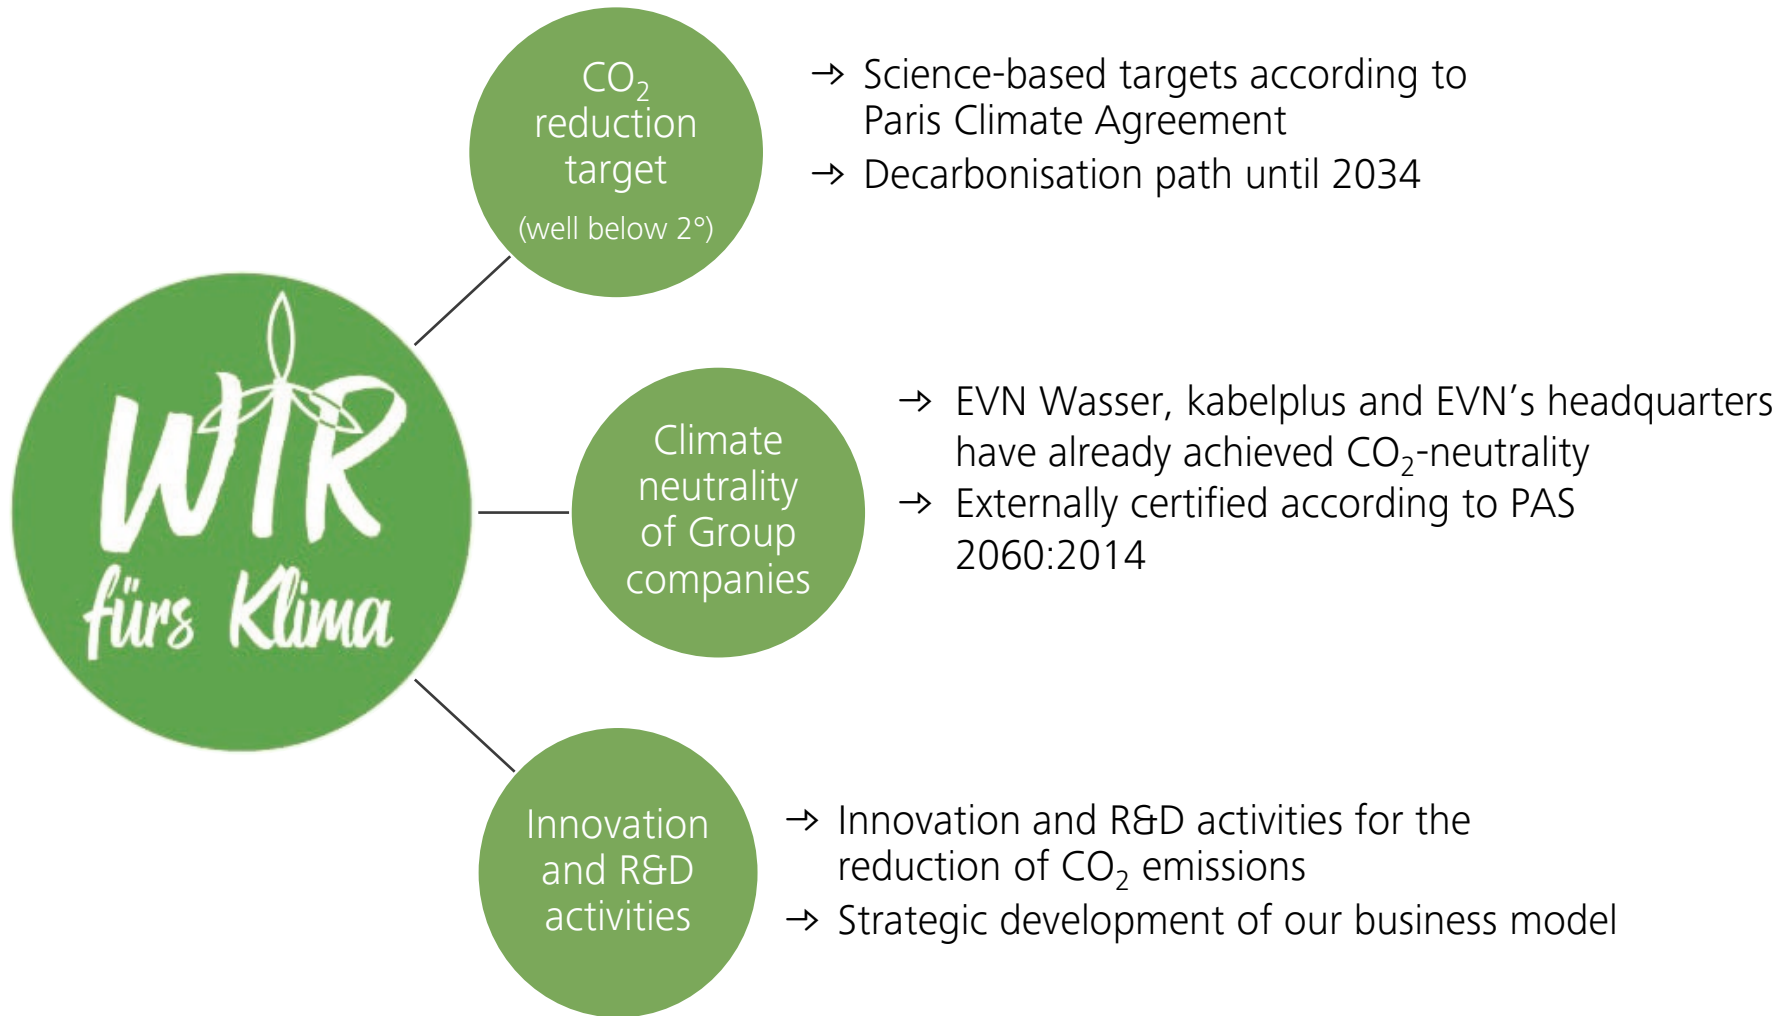 CO₂
reduction
target
(well below 2°)
→ Science-based targets according to
Paris Climate Agreement
→ Decarbonisation path until 2034
WIR
fürs Klima
Climate
neutrality
of Group
companies
→ EVN Wasser, kabelplus and EVN’s headquarters
have already achieved CO₂-neutrality
→ Externally certified according to PAS
2060:2014
Innovation
and R&D
activities
→ Innovation and R&D activities for the
reduction of CO₂ emissions
→ Strategic development of our business model